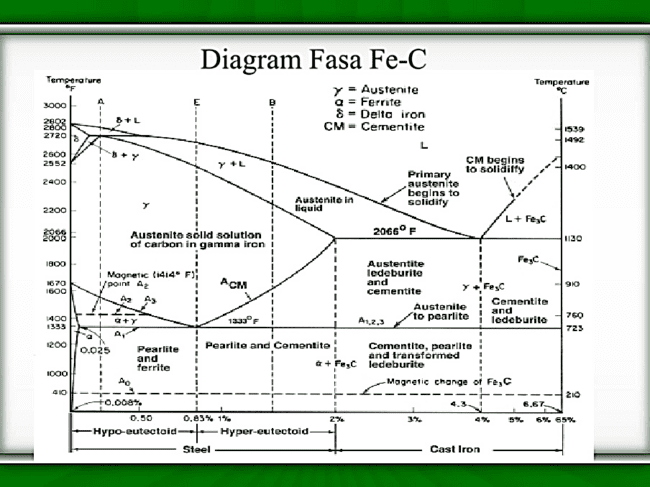 Diagram Fasa Fe-C
Temperature
°F
Temperature
°C
γ = Austenite
α = Ferrite
δ = Delta iron
CM = Cementite
A
E
B
3000
2802
2800
2720
2600
2552
2400
2200
2066
2000
1800
1670
1600
1400
1333
1200
1000
410
1539
1492
1400
1130
910
760
723
210
δ + L
δ
δ + γ
γ + L
L
γ
CM begins
to solidify
Primary
austenite
begins to
solidify
Austenite in
liquid
L + Fe₃C
2066° F
Austenite solid solution
of carbon in gamma iron
Magnetic (1414° F)
point A₂
A₂
A₃
α+γ
A₁
A CM
1333° F
Austentite
ledeburite
and
cementite
Fe₃C
γ + Fe₃C
Cementite
and
ledeburite
Austenite
to pearlite
A₁,₂,₃
α
0.025
Pearlite
and
ferrite
Pearlite and Cementite
Cementite, pearlite
and transformed
ledeburite
α + Fe₃C
A₀
Magnetic change of Fe₃C
0.008%
4.3
6.67
0.50
0.83%
1%
2%
3%
4%
5%
6%
65%
Hypo-eutectoid
Hyper-eutectoid
Steel
Cast Iron